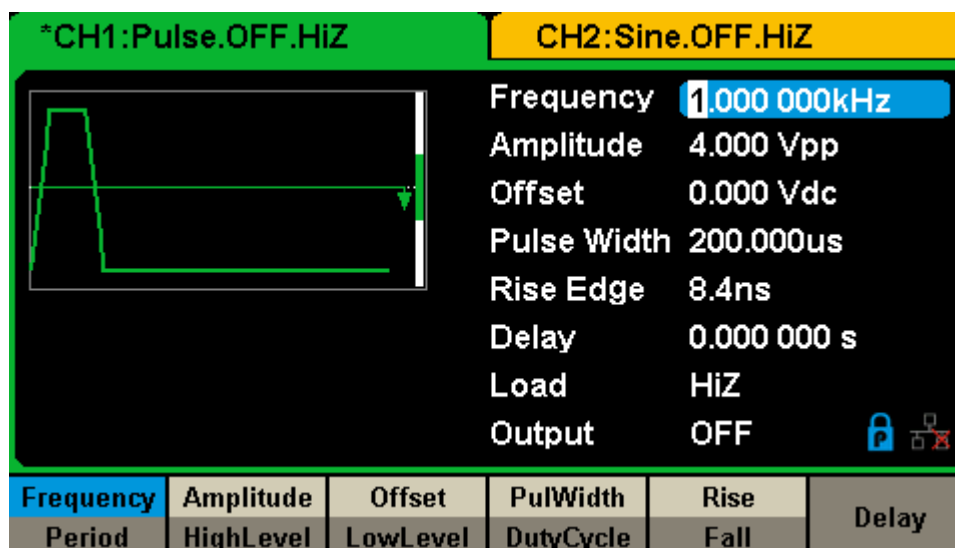 *CH1:Pulse.OFF.HiZ CH2:Sine.OFF.HiZ
Frequency 1.000 000kHz
Amplitude 4.000 Vpp
Offset 0.000 Vdc
Pulse Width 200.000us
Rise Edge 8.4ns
Delay 0.000 000 s
Load HiZ
Output OFF
P
Frequency Amplitude Offset PulWidth Rise Delay
Period HighLevel LowLevel DutyCycle Fall